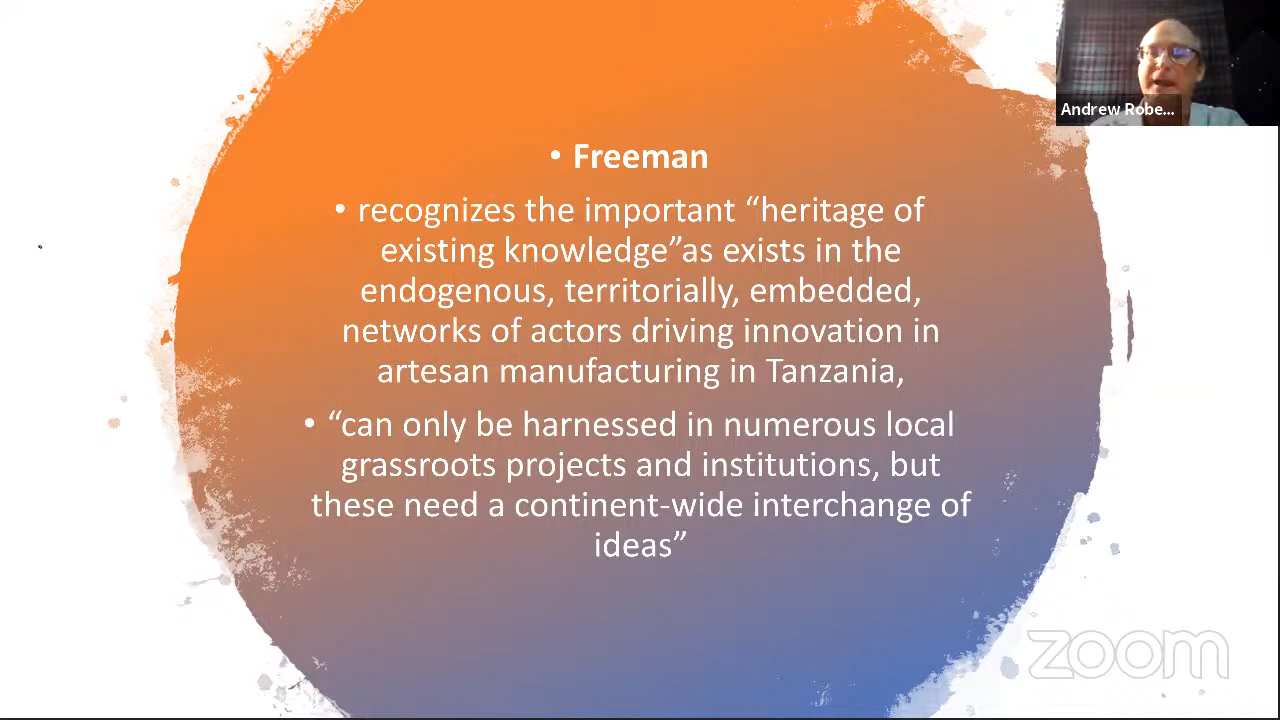 Andrew Robe...
• Freeman
• recognizes the important “heritage of
existing knowledge”as exists in the
endogenous, territorially, embedded,
networks of actors driving innovation in
artesan manufacturing in Tanzania,
• “can only be harnessed in numerous local
grassroots projects and institutions, but
these need a continent-wide interchange of
ideas”
zoom